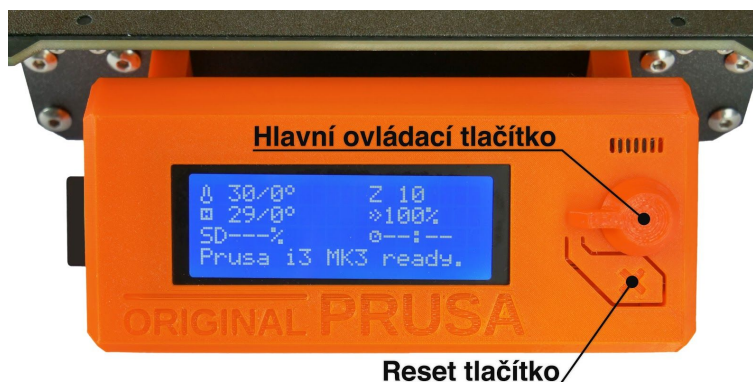 Hlavní ovládací tlačítko
30/0° Z 10
29/0° »100%
SD---% --:--
Prusa i3 MK3 ready.
ORIGINAL PRUSA
Reset tlačítko